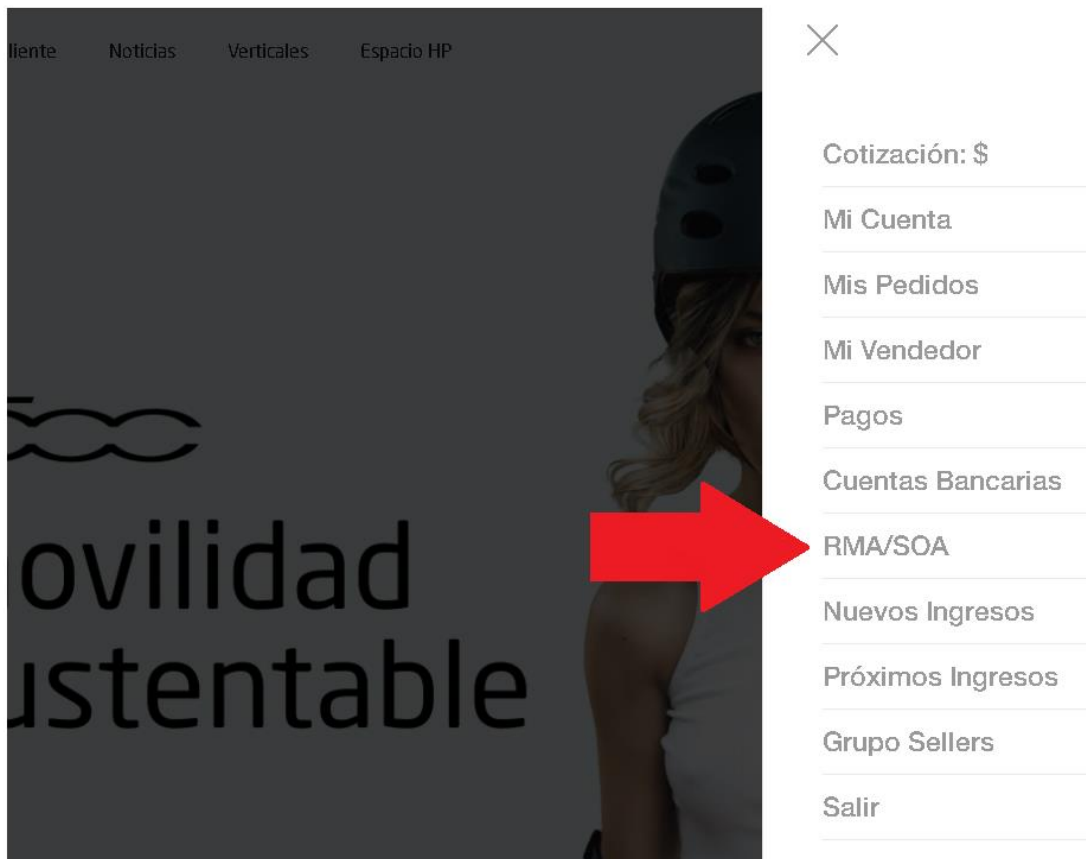 liente Noticias Verticales Espacio HP
Cotización: $
Mi Cuenta
Mis Pedidos
Mi Vendedor
Pagos
Cuentas Bancarias
RMA/SOA
Nuevos Ingresos
Próximos Ingresos
Grupo Sellers
Salir
500
ovilidad
ustentable